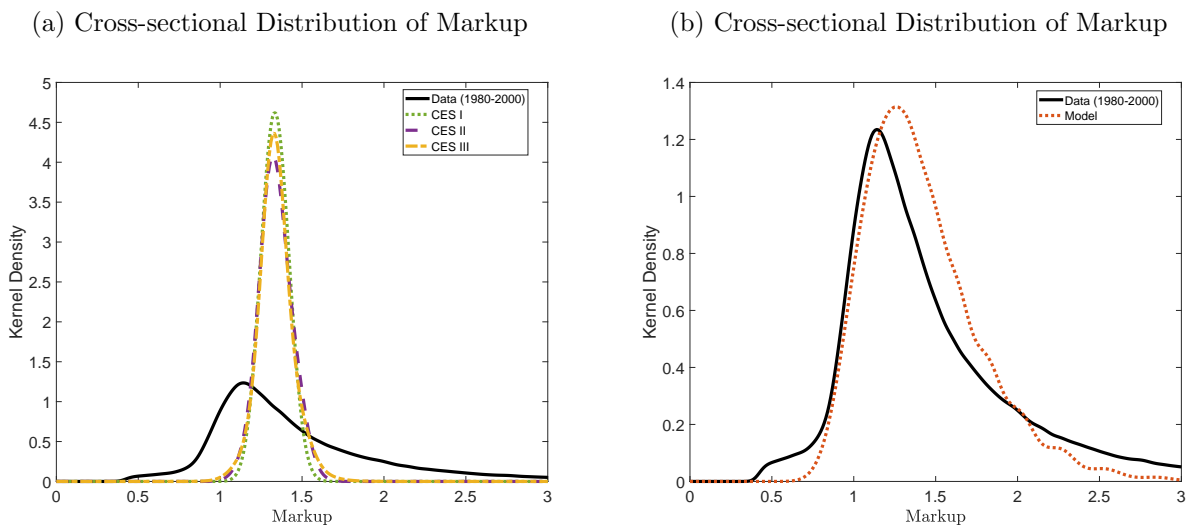 (a) Cross-sectional Distribution of Markup
5
4.5
4
3.5
3
2.5
2
1.5
1
0.5
0
Kernel Density
Data (1980-2000)
CES I
CES II
CES III
0 0.5 1 1.5 2 2.5 3
Markup
(b) Cross-sectional Distribution of Markup
1.4
1.2
1
0.8
0.6
0.4
0.2
0
Kernel Density
Data (1980-2000)
Model
0 0.5 1 1.5 2 2.5 3
Markup